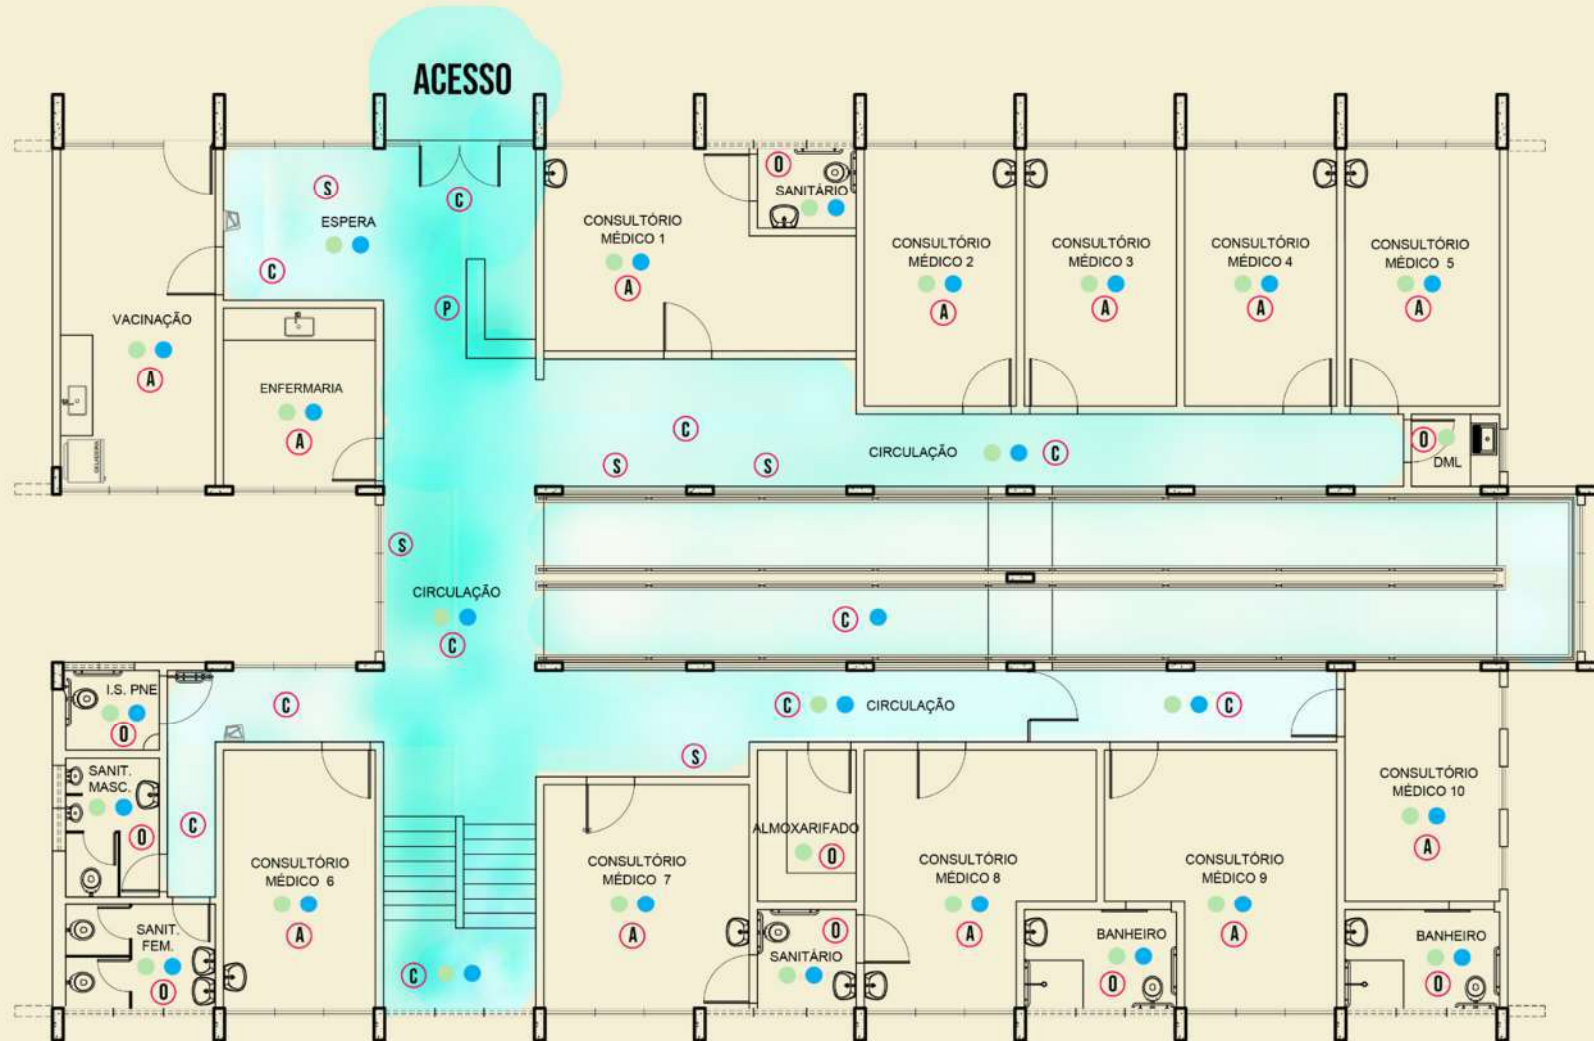 ACESSO
S
ESPERA
C
C
P
VACINAÇÃO
A
GELADEIRA
ENFERMARIA
A
CONSULTÓRIO
MÉDICO 1
A
O
SANITÁRIO
CONSULTÓRIO
MÉDICO 2
A
CONSULTÓRIO
MÉDICO 3
A
CONSULTÓRIO
MÉDICO 4
A
CONSULTÓRIO
MÉDICO 5
A
C
S
S
CIRCULAÇÃO
C
O
DML
S
CIRCULAÇÃO
C
C
I.S. PNE
O
C
C
CIRCULAÇÃO
C
S
SANIT.
MASC.
O
C
SANIT.
FEM.
O
CONSULTÓRIO
MÉDICO 6
A
C
CONSULTÓRIO
MÉDICO 7
A
ALMOXARIFADO
O
O
SANITÁRIO
CONSULTÓRIO
MÉDICO 8
A
BANHEIRO
O
CONSULTÓRIO
MÉDICO 9
A
CONSULTÓRIO
MÉDICO 10
A
BANHEIRO
O